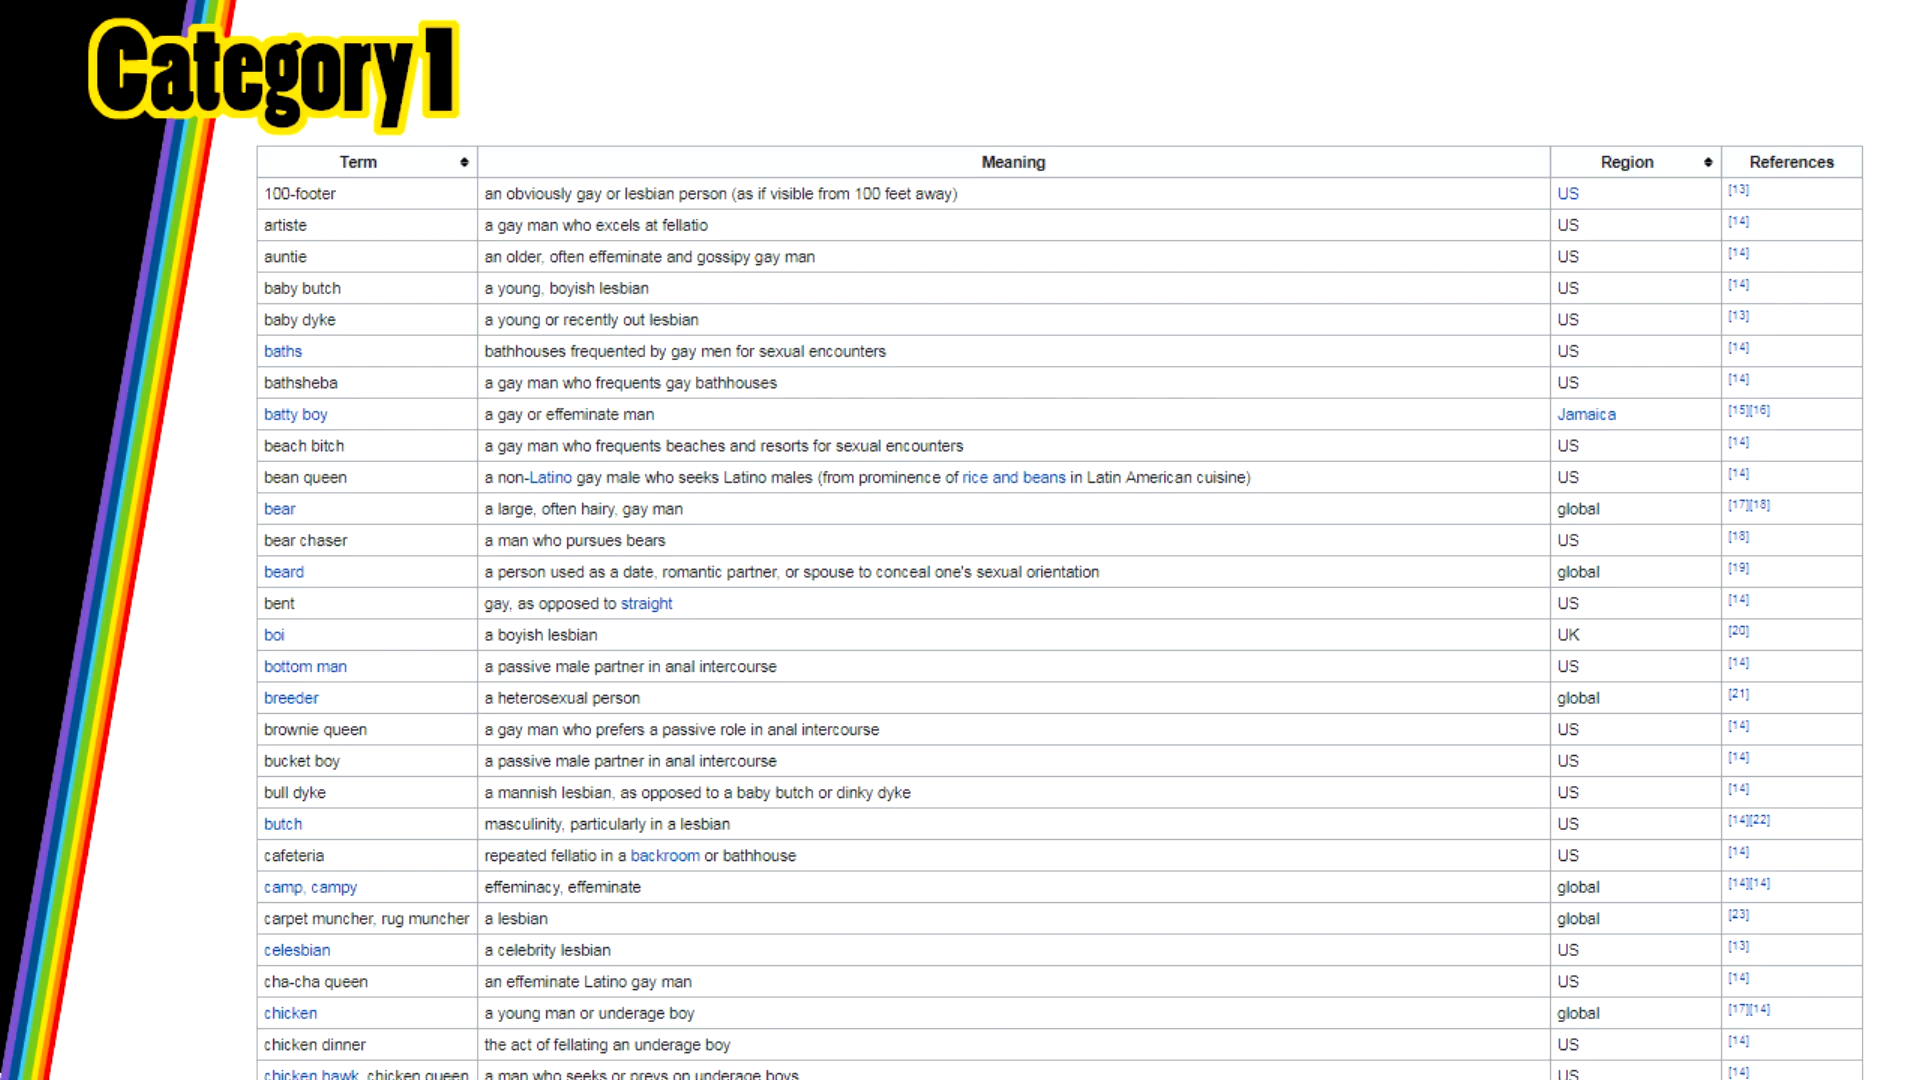 Category 1
Term Meaning Region References
100-footer an obviously gay or lesbian person (as if visible from 100 feet away) US [13]
artiste a gay man who excels at fellatio US [14]
auntie an older, often effeminate and gossipy gay man US [14]
baby butch a young, boyish lesbian US [14]
baby dyke a young or recently out lesbian US [13]
baths bathhouses frequented by gay men for sexual encounters US [14]
bathsheba a gay man who frequents gay bathhouses US [14]
batty boy a gay or effeminate man Jamaica [15][16]
beach bitch a gay man who frequents beaches and resorts for sexual encounters US [14]
bean queen a non-Latino gay male who seeks Latino males (from prominence of rice and beans in Latin American cuisine) US [14]
bear a large, often hairy, gay man global [17][18]
bear chaser a man who pursues bears US [18]
beard a person used as a date, romantic partner, or spouse to conceal one's sexual orientation global [19]
bent gay, as opposed to straight US [14]
boi a boyish lesbian UK [20]
bottom man a passive male partner in anal intercourse US [14]
breeder a heterosexual person global [21]
brownie queen a gay man who prefers a passive role in anal intercourse US [14]
bucket boy a passive male partner in anal intercourse US [14]
bull dyke a mannish lesbian, as opposed to a baby butch or dinky dyke US [14]
butch masculinity, particularly in a lesbian US [14][22]
cafeteria repeated fellatio in a backroom or bathhouse US [14]
camp, campy effeminacy, effeminate global [14][14]
carpet muncher, rug muncher a lesbian global [23]
celesbian a celebrity lesbian US [13]
cha-cha queen an effeminate Latino gay man US [14]
chicken a young man or underage boy global [17][14]
chicken dinner the act of fellating an underage boy US [14]
chicken hawk, chicken queen a man who seeks or preys on underage boys US [14]